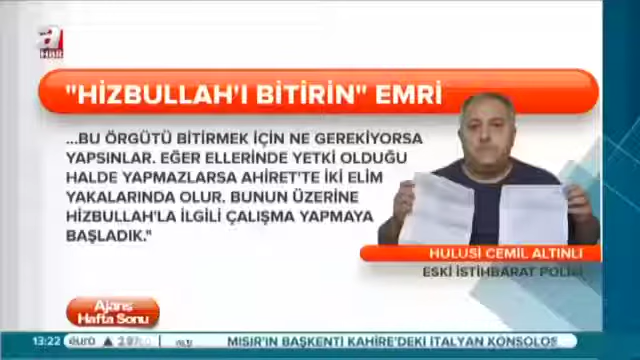 a
HBR
"HİZBULLAH'I BİTİRİN" EMRİ
...BU ÖRGÜTÜ BİTİRMEK İÇİN NE GEREKİYORSA
YAPSINLAR. EĞER ELLERİNDE YETKİ OLDUĞU
HALDE YAPMAZLARSA AHİRET'TE İKİ ELİM
YAKALARINDA OLUR. BUNUN ÜZERİNE
HİZBULLAH'LA İLGİLİ ÇALIŞMA YAPMAYA
BAŞLADIK."
HULUSİ CEMİL ALTINLI
ESKİ İSTİHBARAT POLİSİ
Ajans
Hafta Sonu
13:22 euro MISIR'IN BAŞKENTİ KAHİRE'DEKİ İTALYAN KONSOLOS